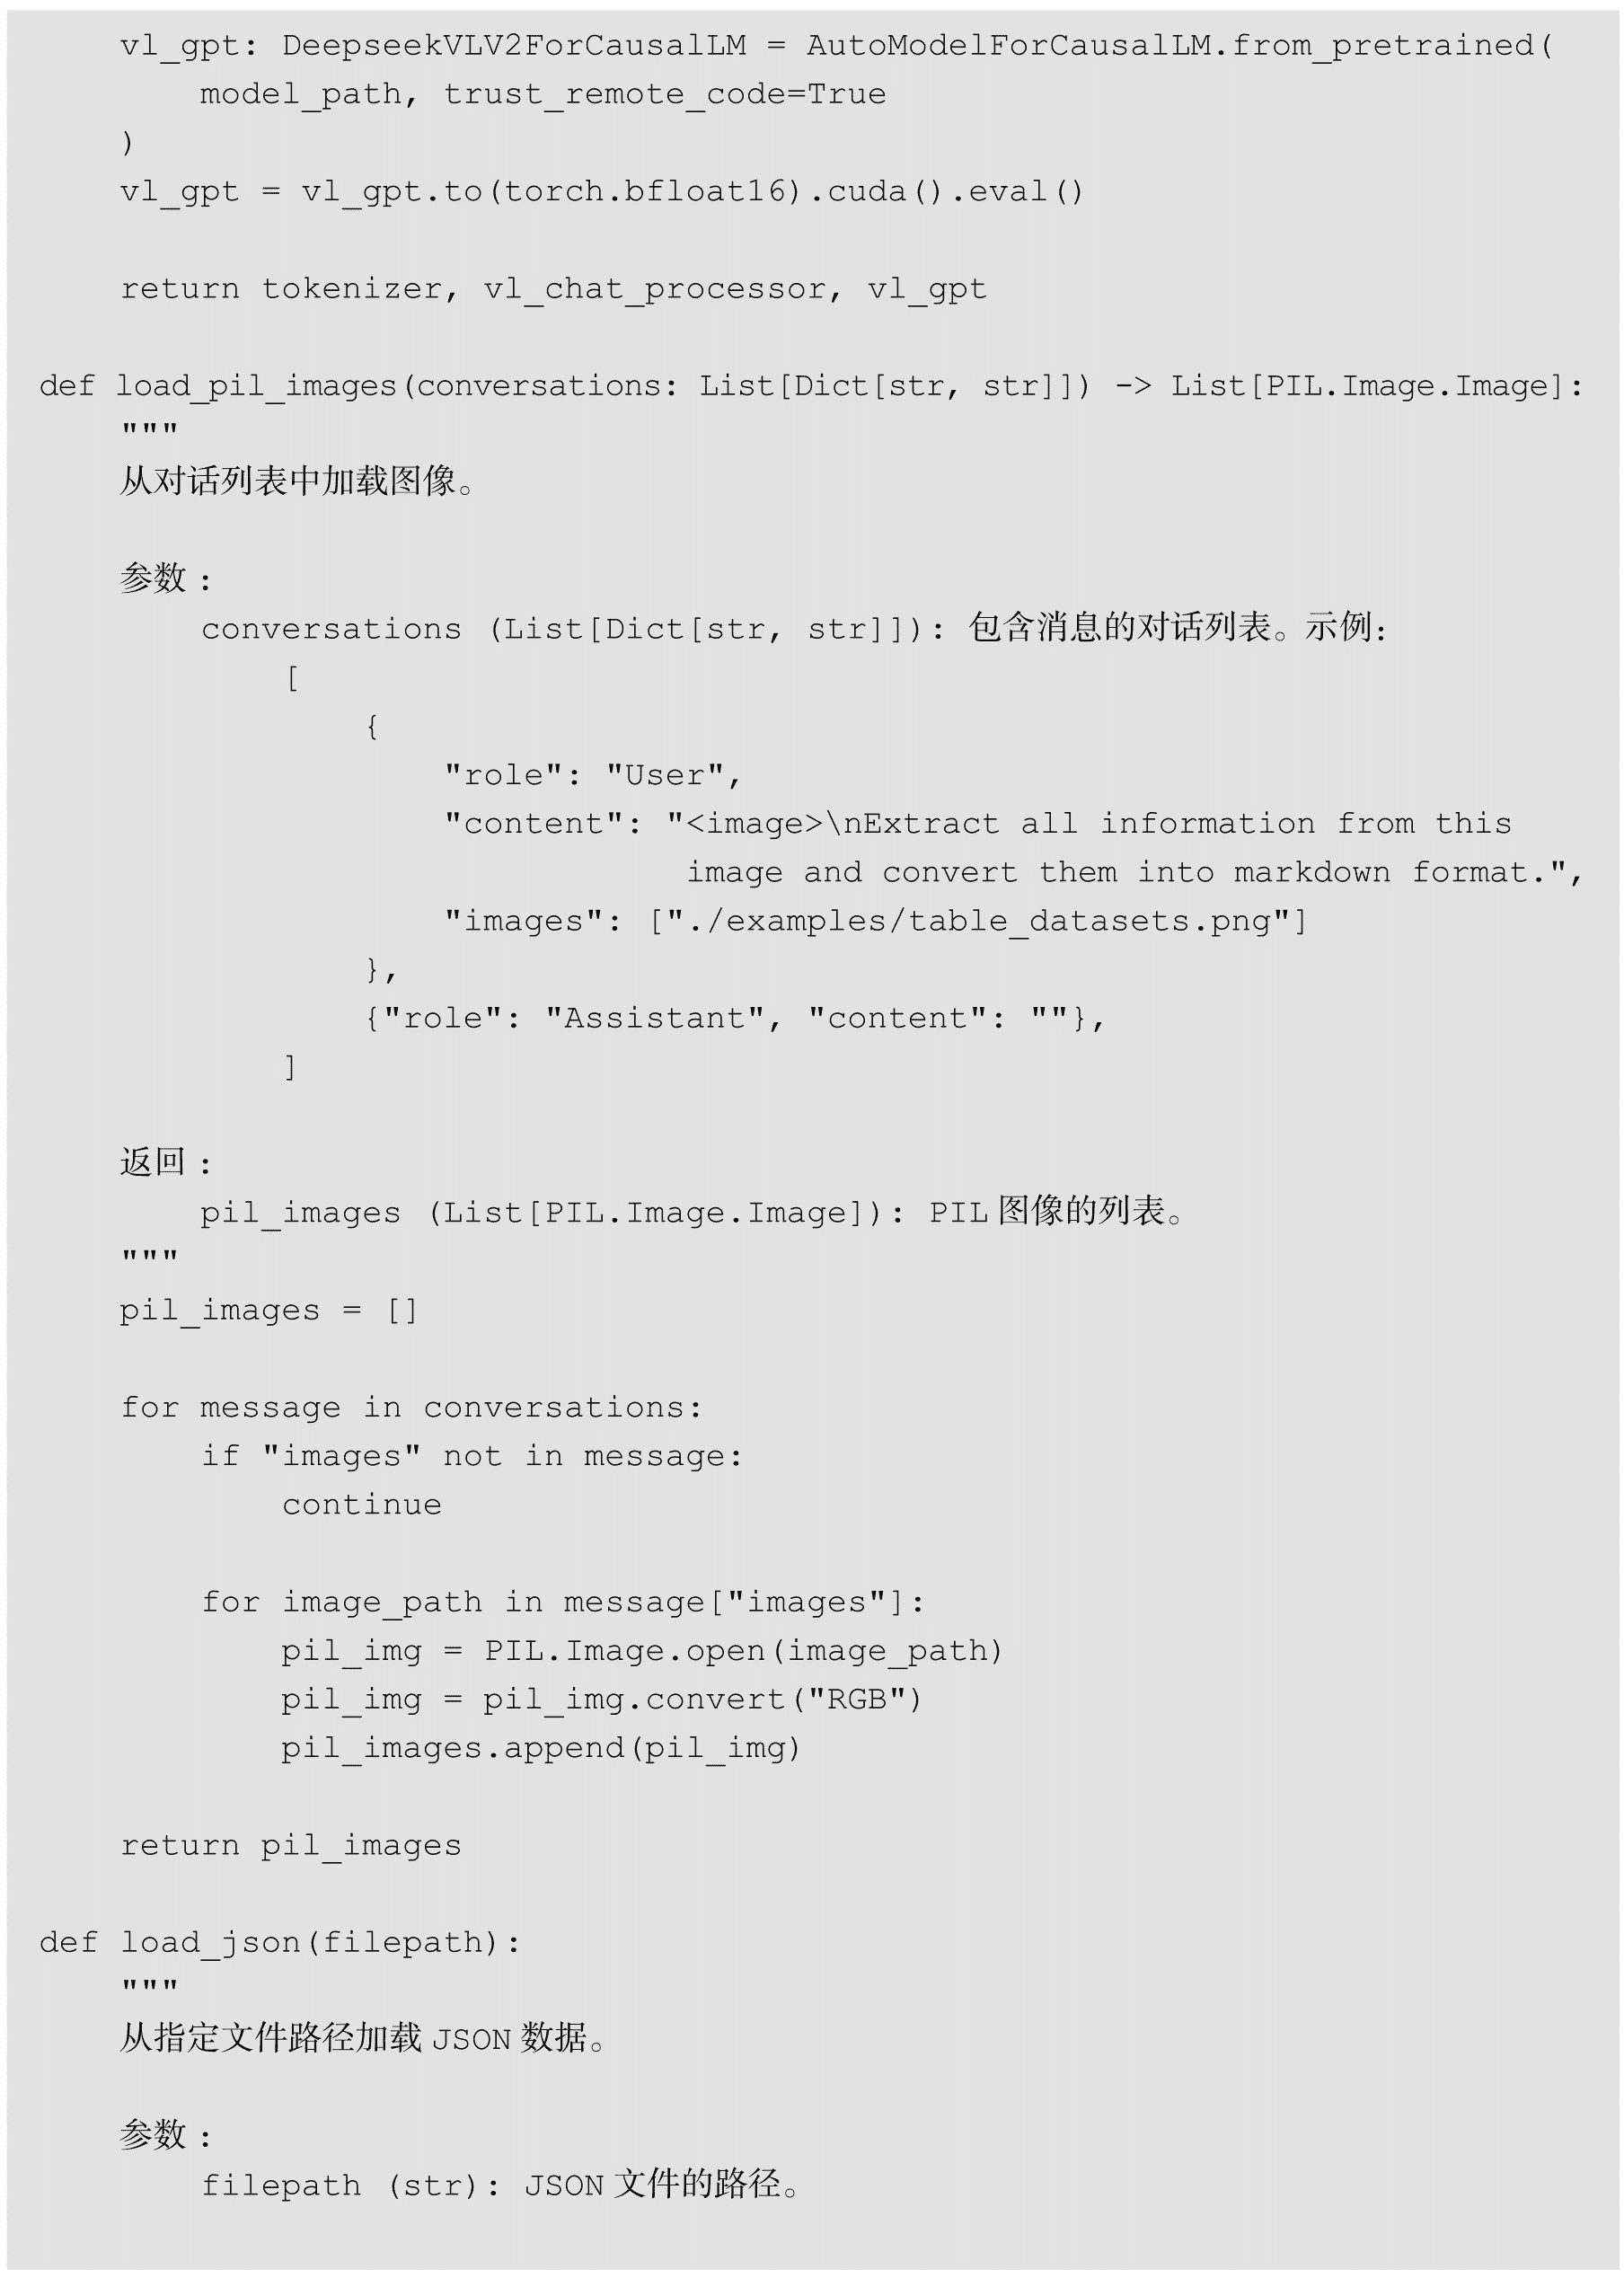 vl_gpt: DeepseekVLV2ForCausalLM = AutoModelForCausalLM.from_pretrained(
        model_path, trust_remote_code=True
    )
    vl_gpt = vl_gpt.to(torch.bfloat16).cuda().eval()

    return tokenizer, vl_chat_processor, vl_gpt

def load_pil_images(conversations: List[Dict[str, str]]) -> List[PIL.Image.Image]:
    """
    从对话列表中加载图像。

    参数：
        conversations (List[Dict[str, str]]): 包含消息的对话列表。示例：
            [
                {
                    "role": "User",
                    "content": "<image>\nExtract all information from this
                                image and convert them into markdown format.",
                    "images": ["./examples/table_datasets.png"]
                },
                {"role": "Assistant", "content": ""},
            ]

    返回：
        pil_images (List[PIL.Image.Image]): PIL 图像的列表。
    """
    pil_images = []

    for message in conversations:
        if "images" not in message:
            continue

        for image_path in message["images"]:
            pil_img = PIL.Image.open(image_path)
            pil_img = pil_img.convert("RGB")
            pil_images.append(pil_img)

    return pil_images

def load_json(filepath):
    """
    从指定文件路径加载 JSON 数据。

    参数：
        filepath (str): JSON 文件的路径。